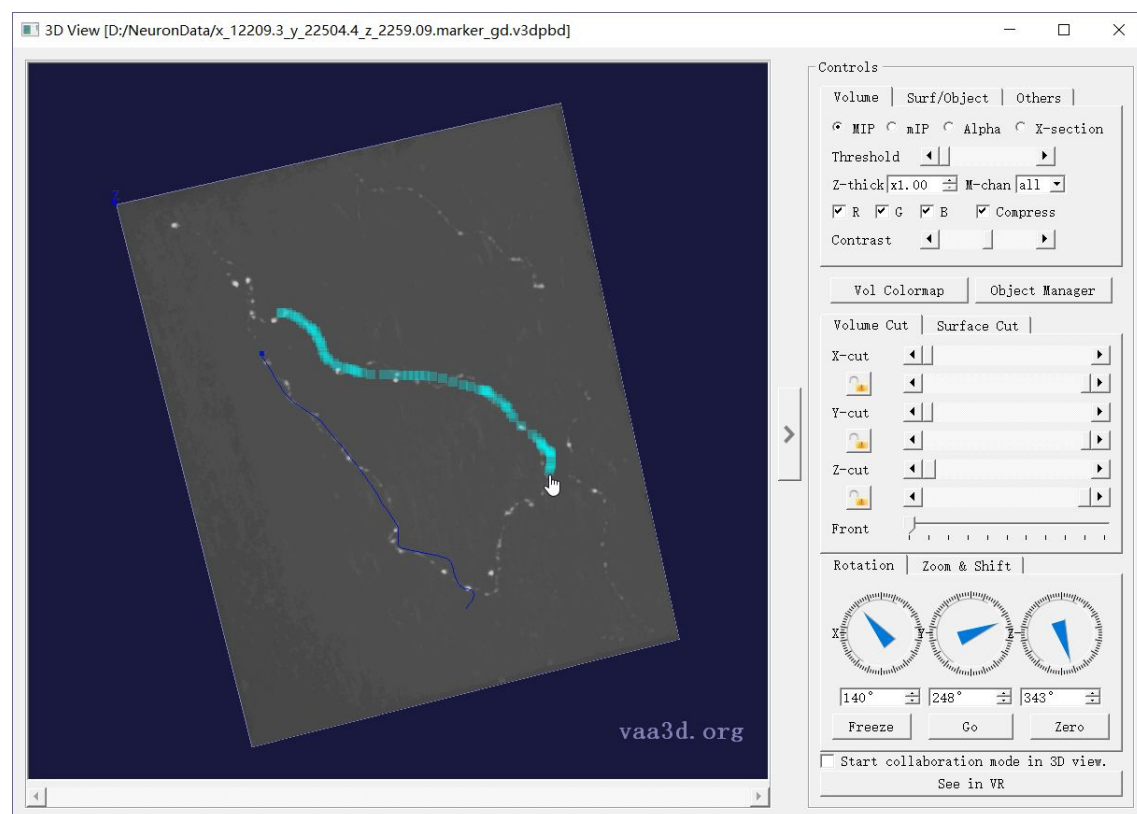 3D View [D:/NeuronData/x_12209.3_y_22504.4_z_2259.09.marker_gd.v3dpbd]
Z
vaa3d.org
Controls
Volume Surf/Object Others
MIP mIP Alpha X-section
Threshold
Z-thick x1.00 M-chan all
R G B Compress
Contrast
Vol Colormap Object Manager
Volume Cut Surface Cut
X-cut
Y-cut
Z-cut
Front
Rotation Zoom & Shift
X Y Z
140° 248° 343°
Freeze Go Zero
Start collaboration mode in 3D view.
See in VR